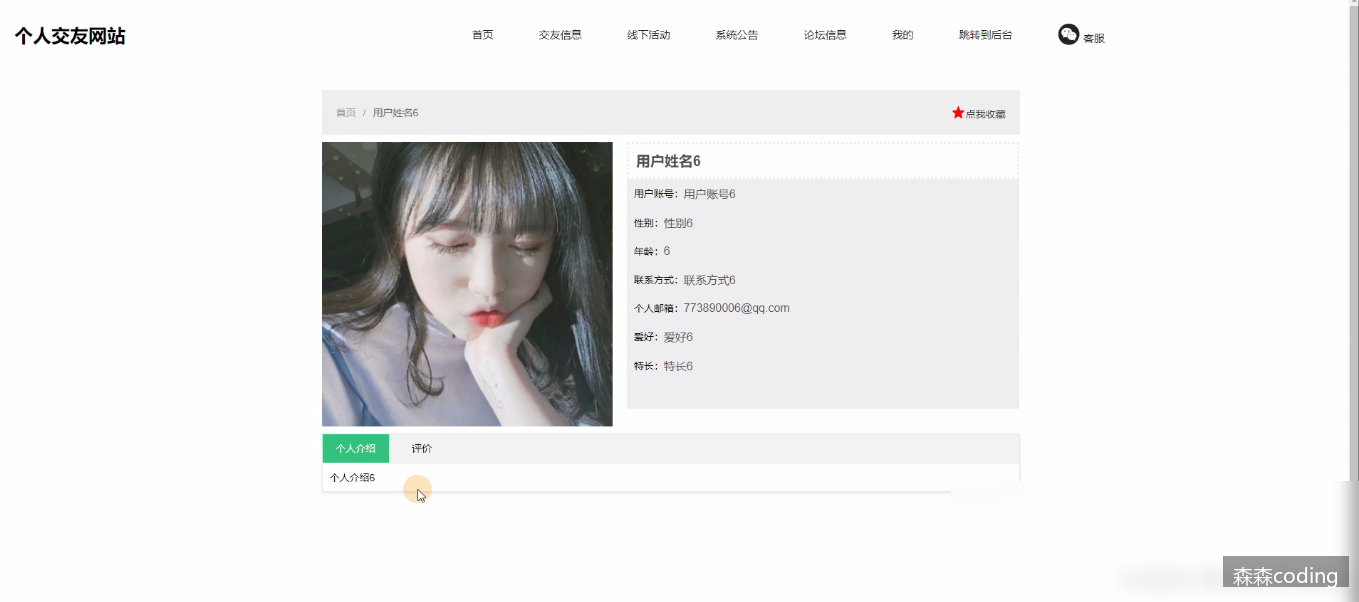 个人交友网站
首页 交友信息 线下活动 系统公告 论坛信息 我的 跳转到后台 客服
首页 / 用户姓名6 点我收藏
用户姓名6
用户账号：用户账号6
性别：性别6
年龄：6
联系方式：联系方式6
个人邮箱：773890006@qq.com
爱好：爱好6
特长：特长6
个人介绍 评价
个人介绍6
森森coding